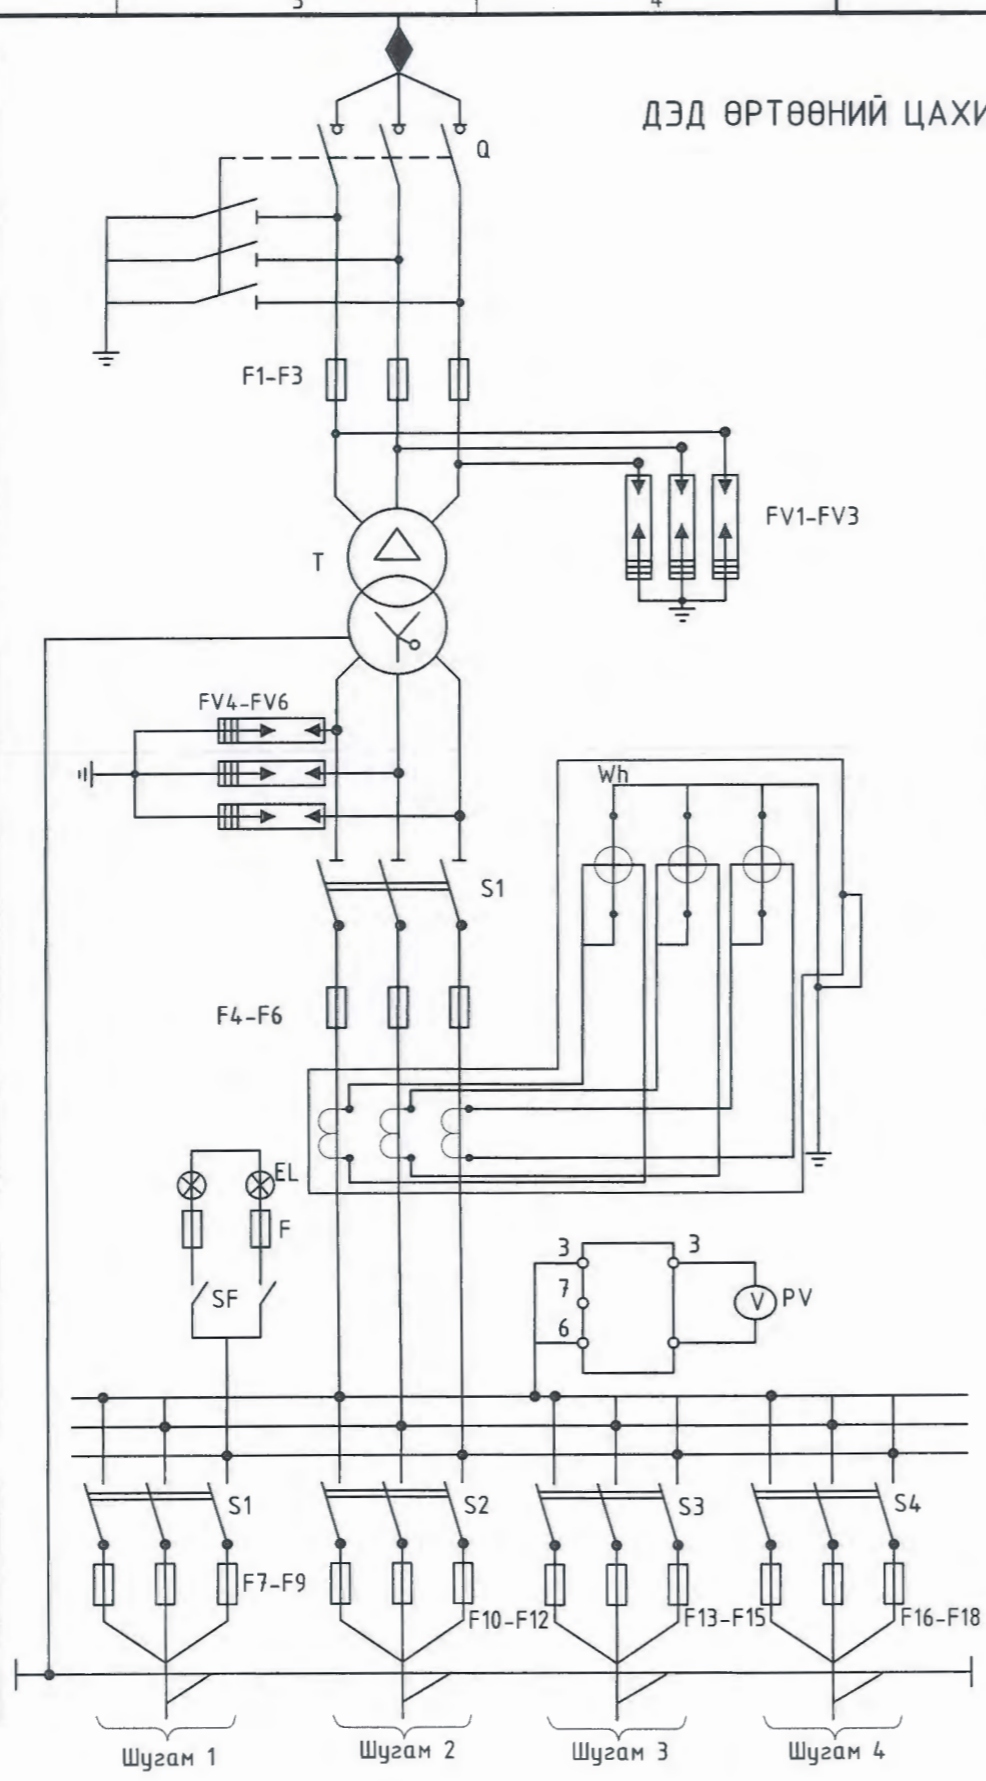 3 4
ДЭД ӨРТӨӨНИЙ ЦАХИ
Q
F1-F3
FV1-FV3
T
FV4-FV6
Wh
S1
F4-F6
EL
F
SF
3 3
7
6
V PV
S1 S2 S3 S4
F7-F9 F10-F12 F13-F15 F16-F18
Шугам 1 Шугам 2 Шугам 3 Шугам 4